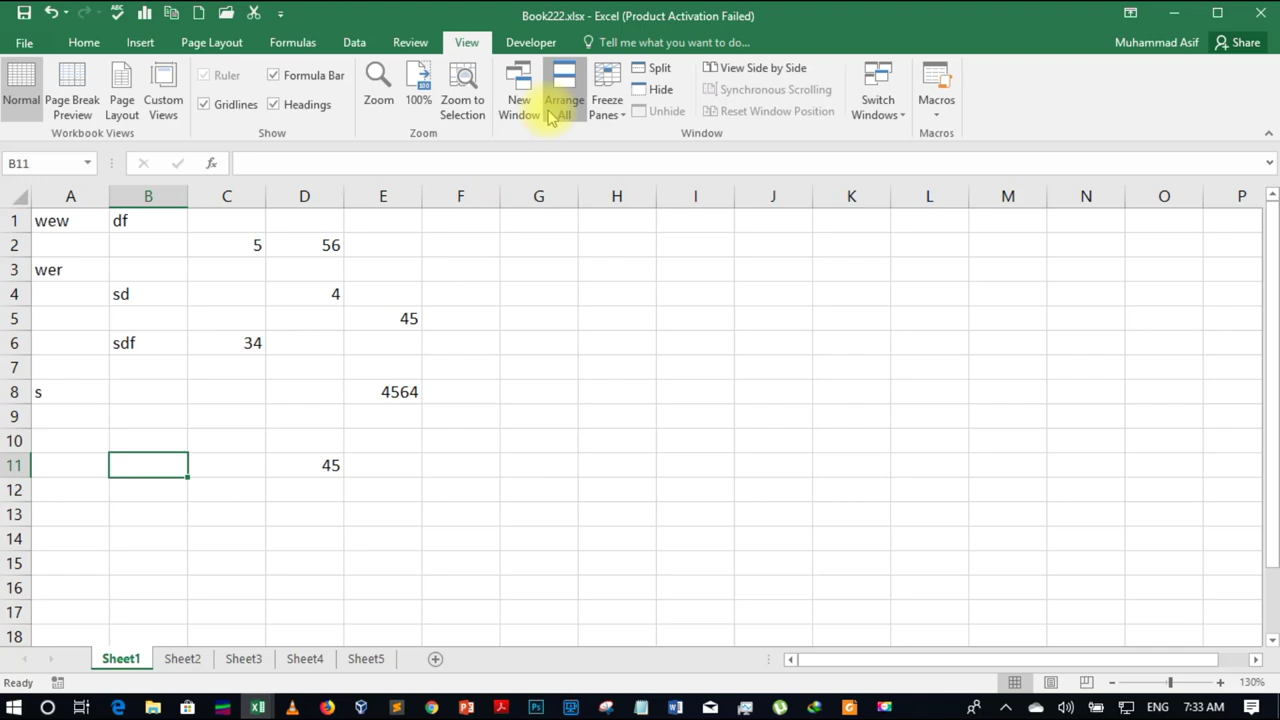 ABC
Book222.xlsx - Excel (Product Activation Failed)
File Home Insert Page Layout Formulas Data Review View Developer Tell me what you want to do... Muhammad Asif Share
Normal
Page Break
Preview
Page
Layout
Custom
Views
Ruler
Formula Bar
Gridlines
Headings
Zoom
100%
Zoom to
Selection
New
Window
Arrange
All
Freeze
Panes
Split
Hide
Unhide
View Side by Side
Synchronous Scrolling
Reset Window Position
Switch
Windows
Macros
Workbook Views
Show
Zoom
Window
Macros
B11 fx
A B C D E F G H I J K L M N O P
1 wew df
2 5 56
3 wer
4 sd 4
5 45
6 sdf 34
7
8 s 4564
9
10
11 45
12
13
14
15
16
17
18
Sheet1 Sheet2 Sheet3 Sheet4 Sheet5
Ready 130%
ENG 7:33 AM